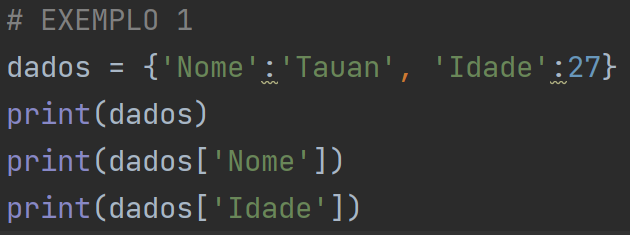 # EXEMPLO 1
dados = {'Nome':'Tauan', 'Idade':27}
print(dados)
print(dados['Nome'])
print(dados['Idade'])